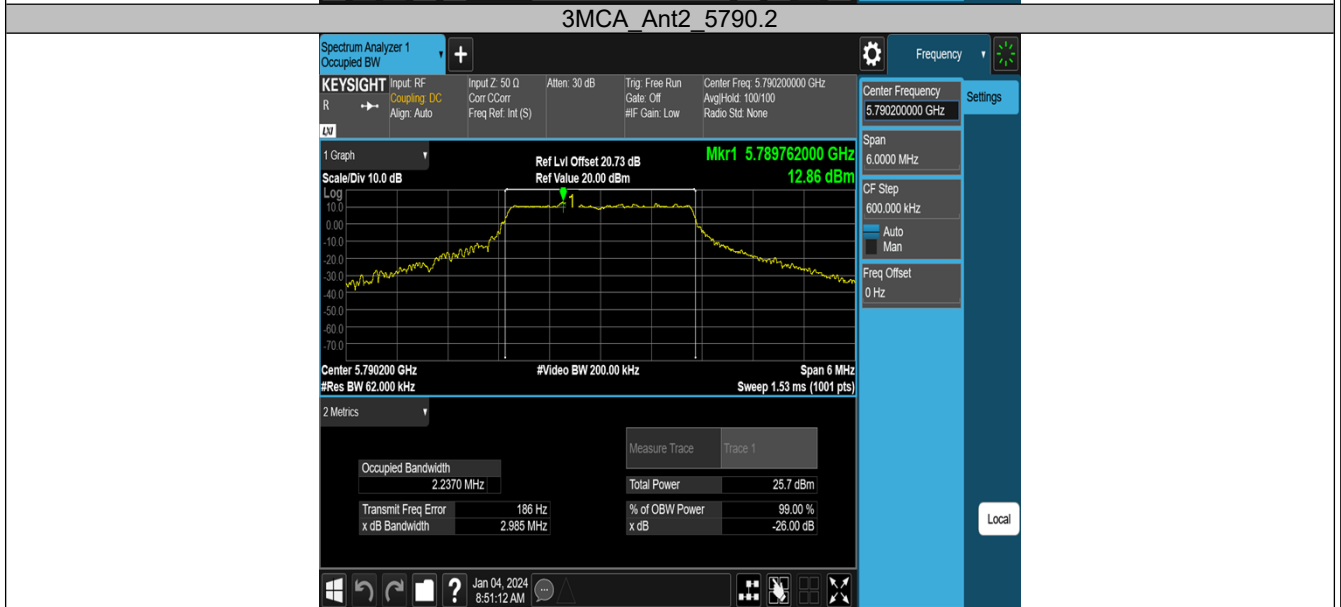 3MCA_Ant2_5790.2
Spectrum Analyzer 1
Occupied BW
+
Frequency
KEYSIGHT
R
LXI
Input: RF
Coupling: DC
Align: Auto
Input Z: 50 Ω
Corr CCorr
Freq Ref: Int (S)
Atten: 30 dB
Trig: Free Run
Gate: Off
#IF Gain: Low
Center Freq: 5.790200000 GHz
Avg|Hold: 100/100
Radio Std: None
Center Frequency
5.790200000 GHz
Settings
Span
6.0000 MHz
CF Step
600.000 kHz
Auto
Man
Freq Offset
0 Hz
1 Graph
Scale/Div 10.0 dB
Ref Lvl Offset 20.73 dB
Ref Value 20.00 dBm
Mkr1 5.789762000 GHz
12.86 dBm
Log
10.0
0.00
-10.0
-20.0
-30.0
-40.0
-50.0
-60.0
-70.0
1
Center 5.790200 GHz
#Res BW 62.000 kHz
#Video BW 200.00 kHz
Span 6 MHz
Sweep 1.53 ms (1001 pts)
2 Metrics
Measure Trace Trace 1
Occupied Bandwidth
2.2370 MHz
Total Power 25.7 dBm
Transmit Freq Error 186 Hz
x dB Bandwidth 2.985 MHz
% of OBW Power 99.00 %
x dB -26.00 dB
Local
?
Jan 04, 2024
8:51:12 AM